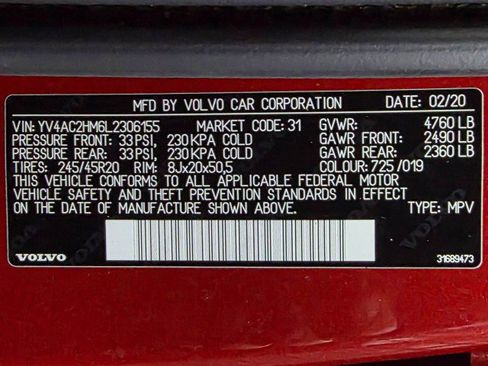 MFD BY VOLVO CAR CORPORATION DATE: 02/20
VIN: YV4AC2HM6L2306155 MARKET CODE: 31 GVWR: 4760 LB
PRESSURE FRONT: 33 PSI, 230 KPA COLD GAWR FRONT: 2490 LB
PRESSURE REAR: 33 PSI, 230 KPA COLD GAWR REAR: 2360 LB
TIRES: 245/45R20 RIM: 8Jx20x50,5 COLOUR: 725/019
THIS VEHICLE CONFORMS TO ALL APPLICABLE FEDERAL MOTOR
VEHICLE SAFETY AND THEFT PREVENTION STANDARDS IN EFFECT
ON THE DATE OF MANUFACTURE SHOWN ABOVE. TYPE: MPV
VOLVO 31689473